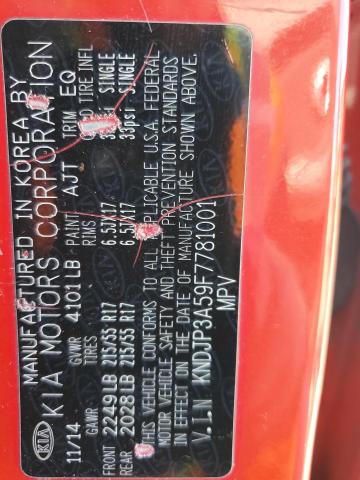 KIA
MANUFACTURED IN KOREA BY
KIA MOTORS CORPORATION
11/14 GVWR 4101LB PAINT AJT TRIM EQ
GAWR TIRES RIMS TIRE INFL
FRONT 2249LB 215/55 R17 6.5JX17 33psi SINGLE
REAR 2028LB 215/55 R17 6.5JX17 33psi SINGLE
THIS VEHICLE CONFORMS TO ALL APPLICABLE U.S.A. FEDERAL
MOTOR VEHICLE SAFETY AND THEFT PREVENTION STANDARDS
IN EFFECT ON THE DATE OF MANUFACTURE SHOWN ABOVE.
V.I.N KNDJP3A59F7781001
MPV